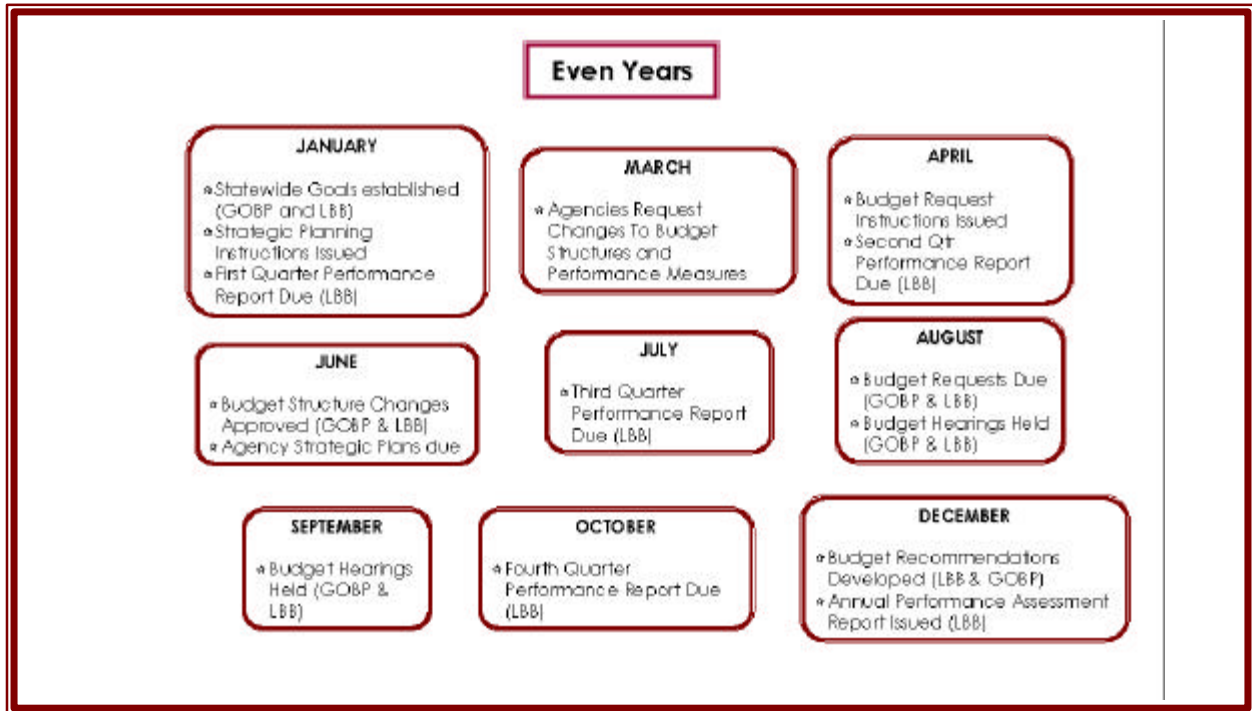 Even Years
JANUARY
Statewide Goals established
(GOBP and LBB)
Strategic Planning
Instructions Issued
First Quarter Performance
Report Due (LBB)
MARCH
Agencies Request
Changes To Budget
Structures and
Performance Measures
APRIL
Budget Request
Instructions Issued
Second Qtr
Performance Report
Due (LBB)
JUNE
Budget Structure Changes
Approved (GOBP & LBB)
Agency Strategic Plans due
JULY
Third Quarter
Performance Report
Due (LBB)
AUGUST
Budget Requests Due
(GOBP & LBB)
Budget Hearings Held
(GOBP & LBB)
SEPTEMBER
Budget Hearings
Held (GOBP &
LBB)
OCTOBER
Fourth Quarter
Performance Report Due
(LBB)
DECEMBER
Budget Recommendations
Developed (LBB & GOBP)
Annual Performance Assessment
Report Issued (LBB)